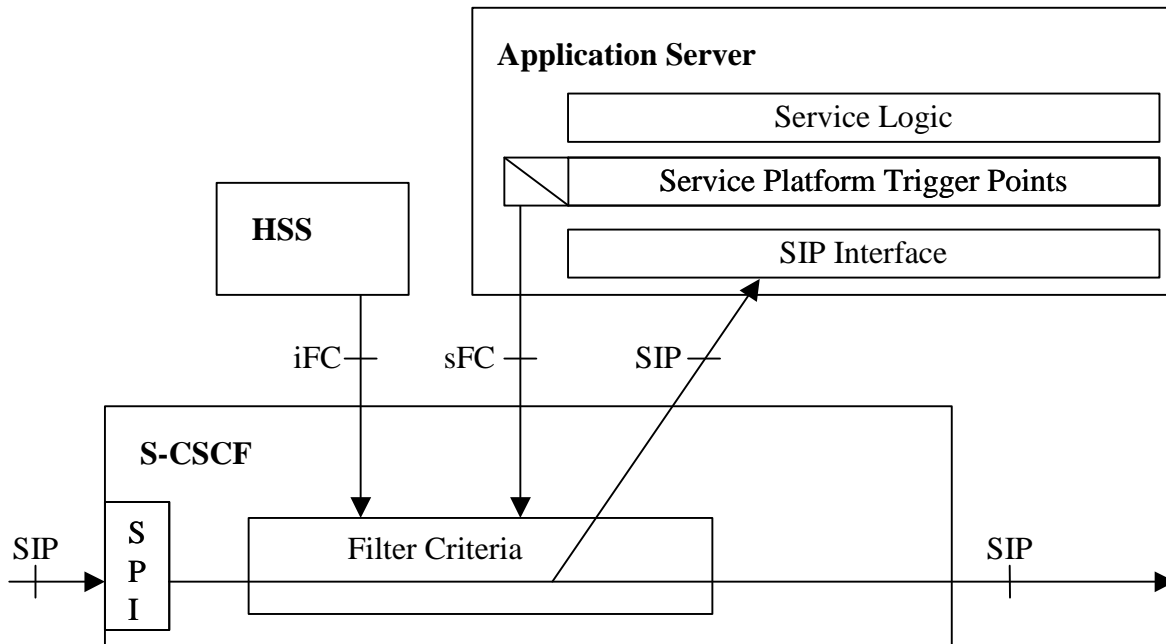 Application Server
Service Logic
Service Platform Trigger Points
HSS
SIP Interface
iFC
sFC
SIP
S-CSCF
S
P
I
Filter Criteria
SIP
SIP